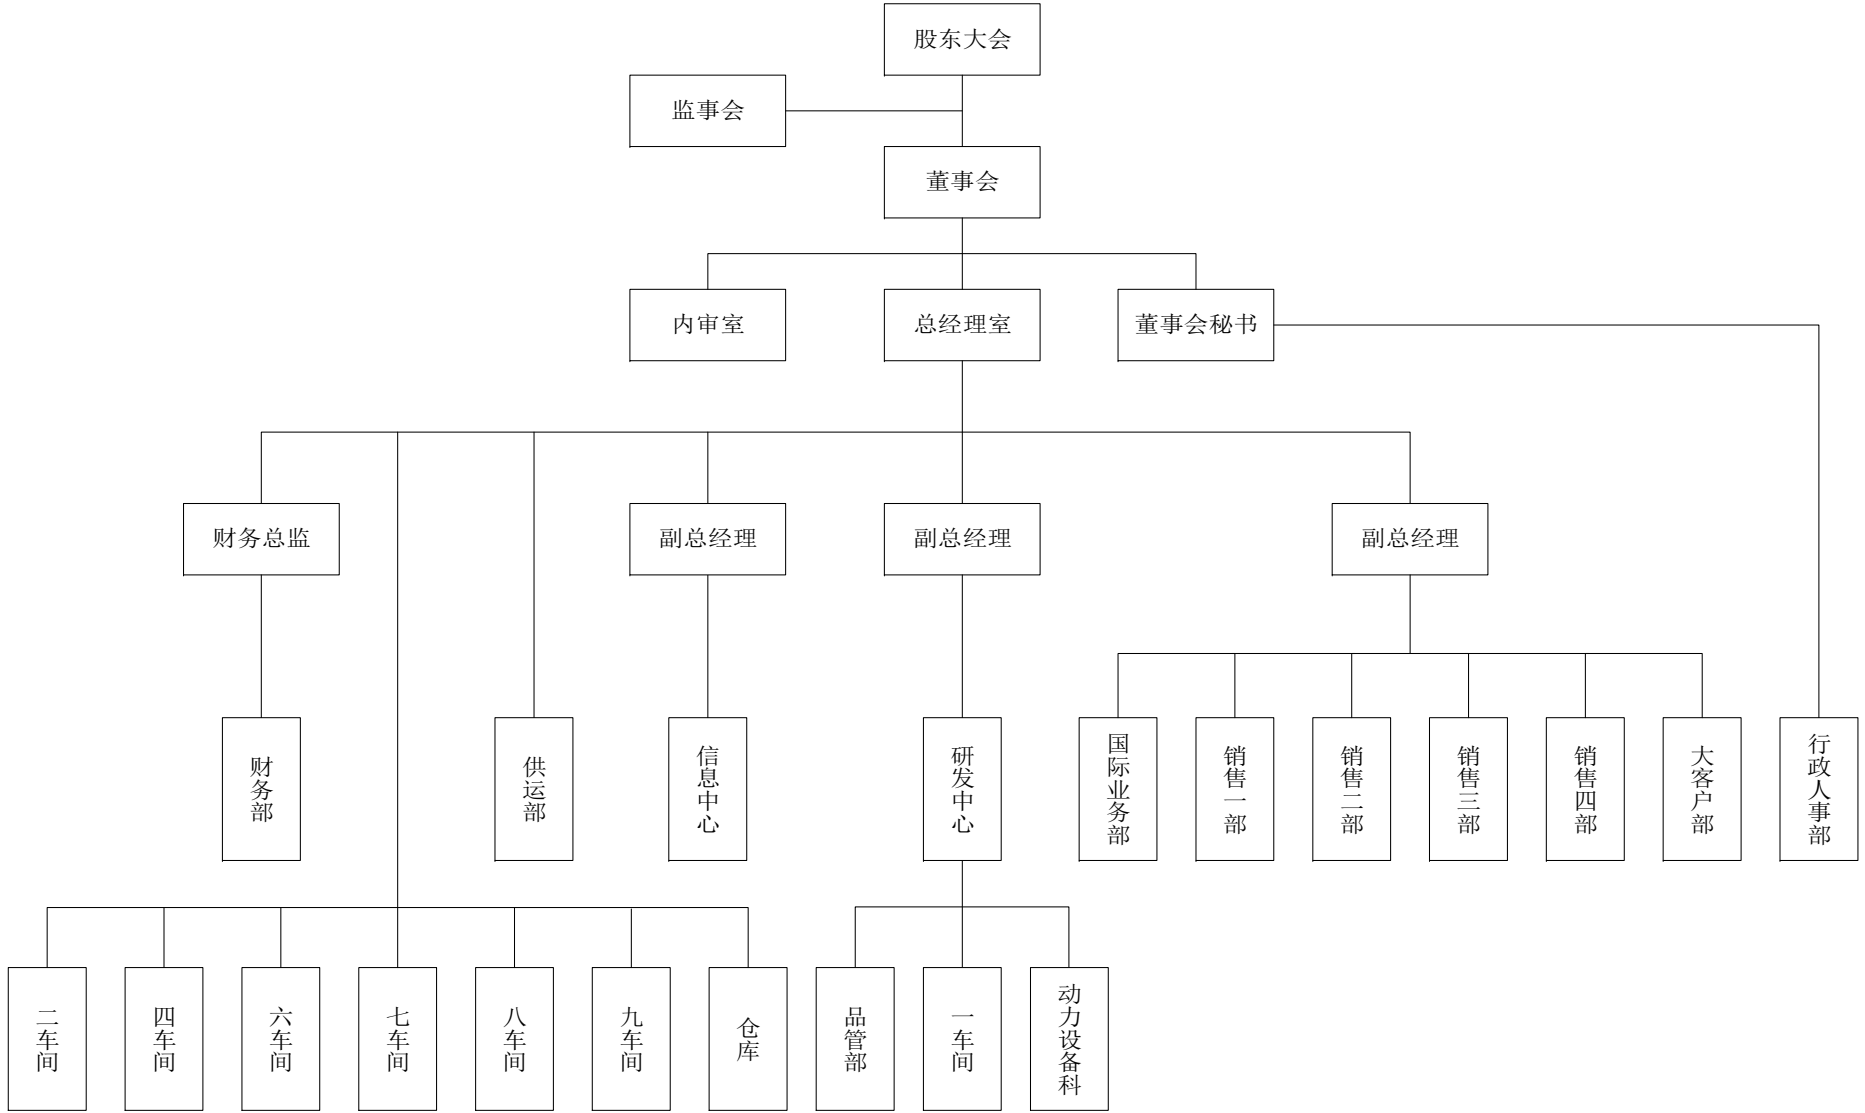 股东大会
监事会
董事会
内审室
总经理室
董事会秘书
财务总监
副总经理
副总经理
副总经理
财务部
供运部
信息中心
研发中心
国际业务部
销售一部
销售二部
销售三部
销售四部
大客户部
行政人事部
二车间
四车间
六车间
七车间
八车间
九车间
仓库
品管部
一车间
动力设备科